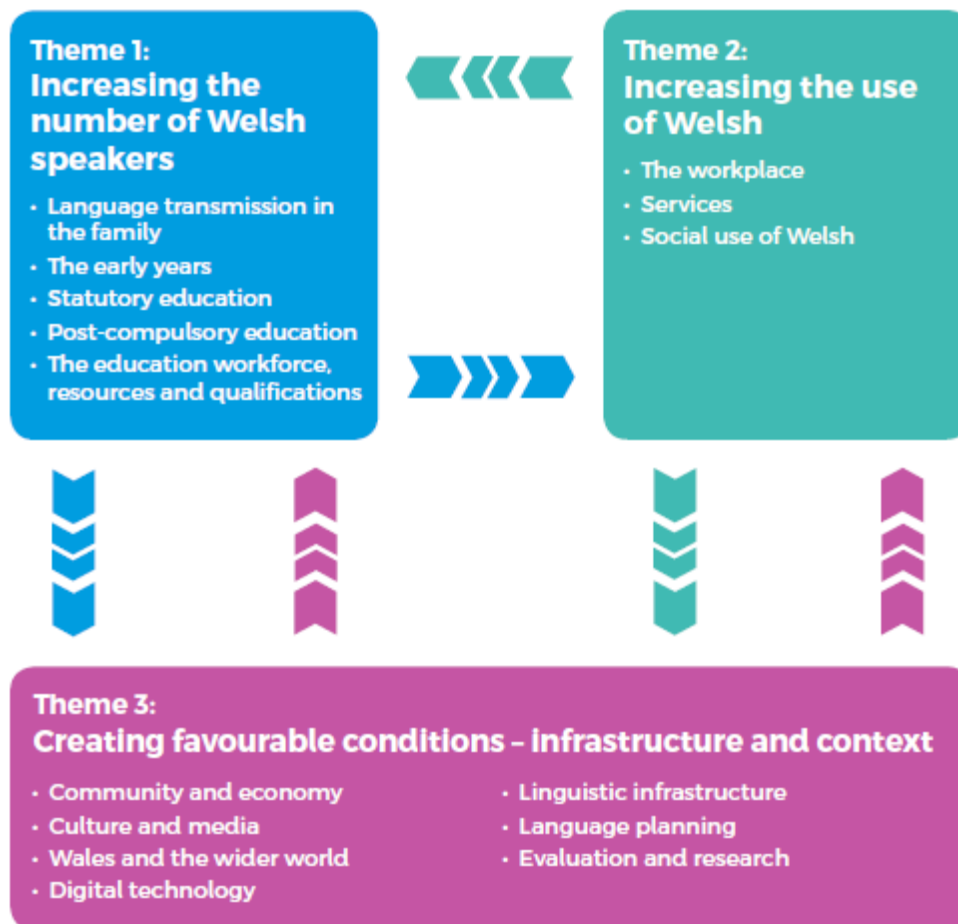 Theme 1:
Increasing the
number of Welsh
speakers
• Language transmission in
the family
• The early years
• Statutory education
• Post-compulsory education
• The education workforce,
resources and qualifications
Theme 2:
Increasing the use
of Welsh
• The workplace
• Services
• Social use of Welsh
Theme 3:
Creating favourable conditions – infrastructure and context
• Community and economy
• Culture and media
• Wales and the wider world
• Digital technology
• Linguistic infrastructure
• Language planning
• Evaluation and research